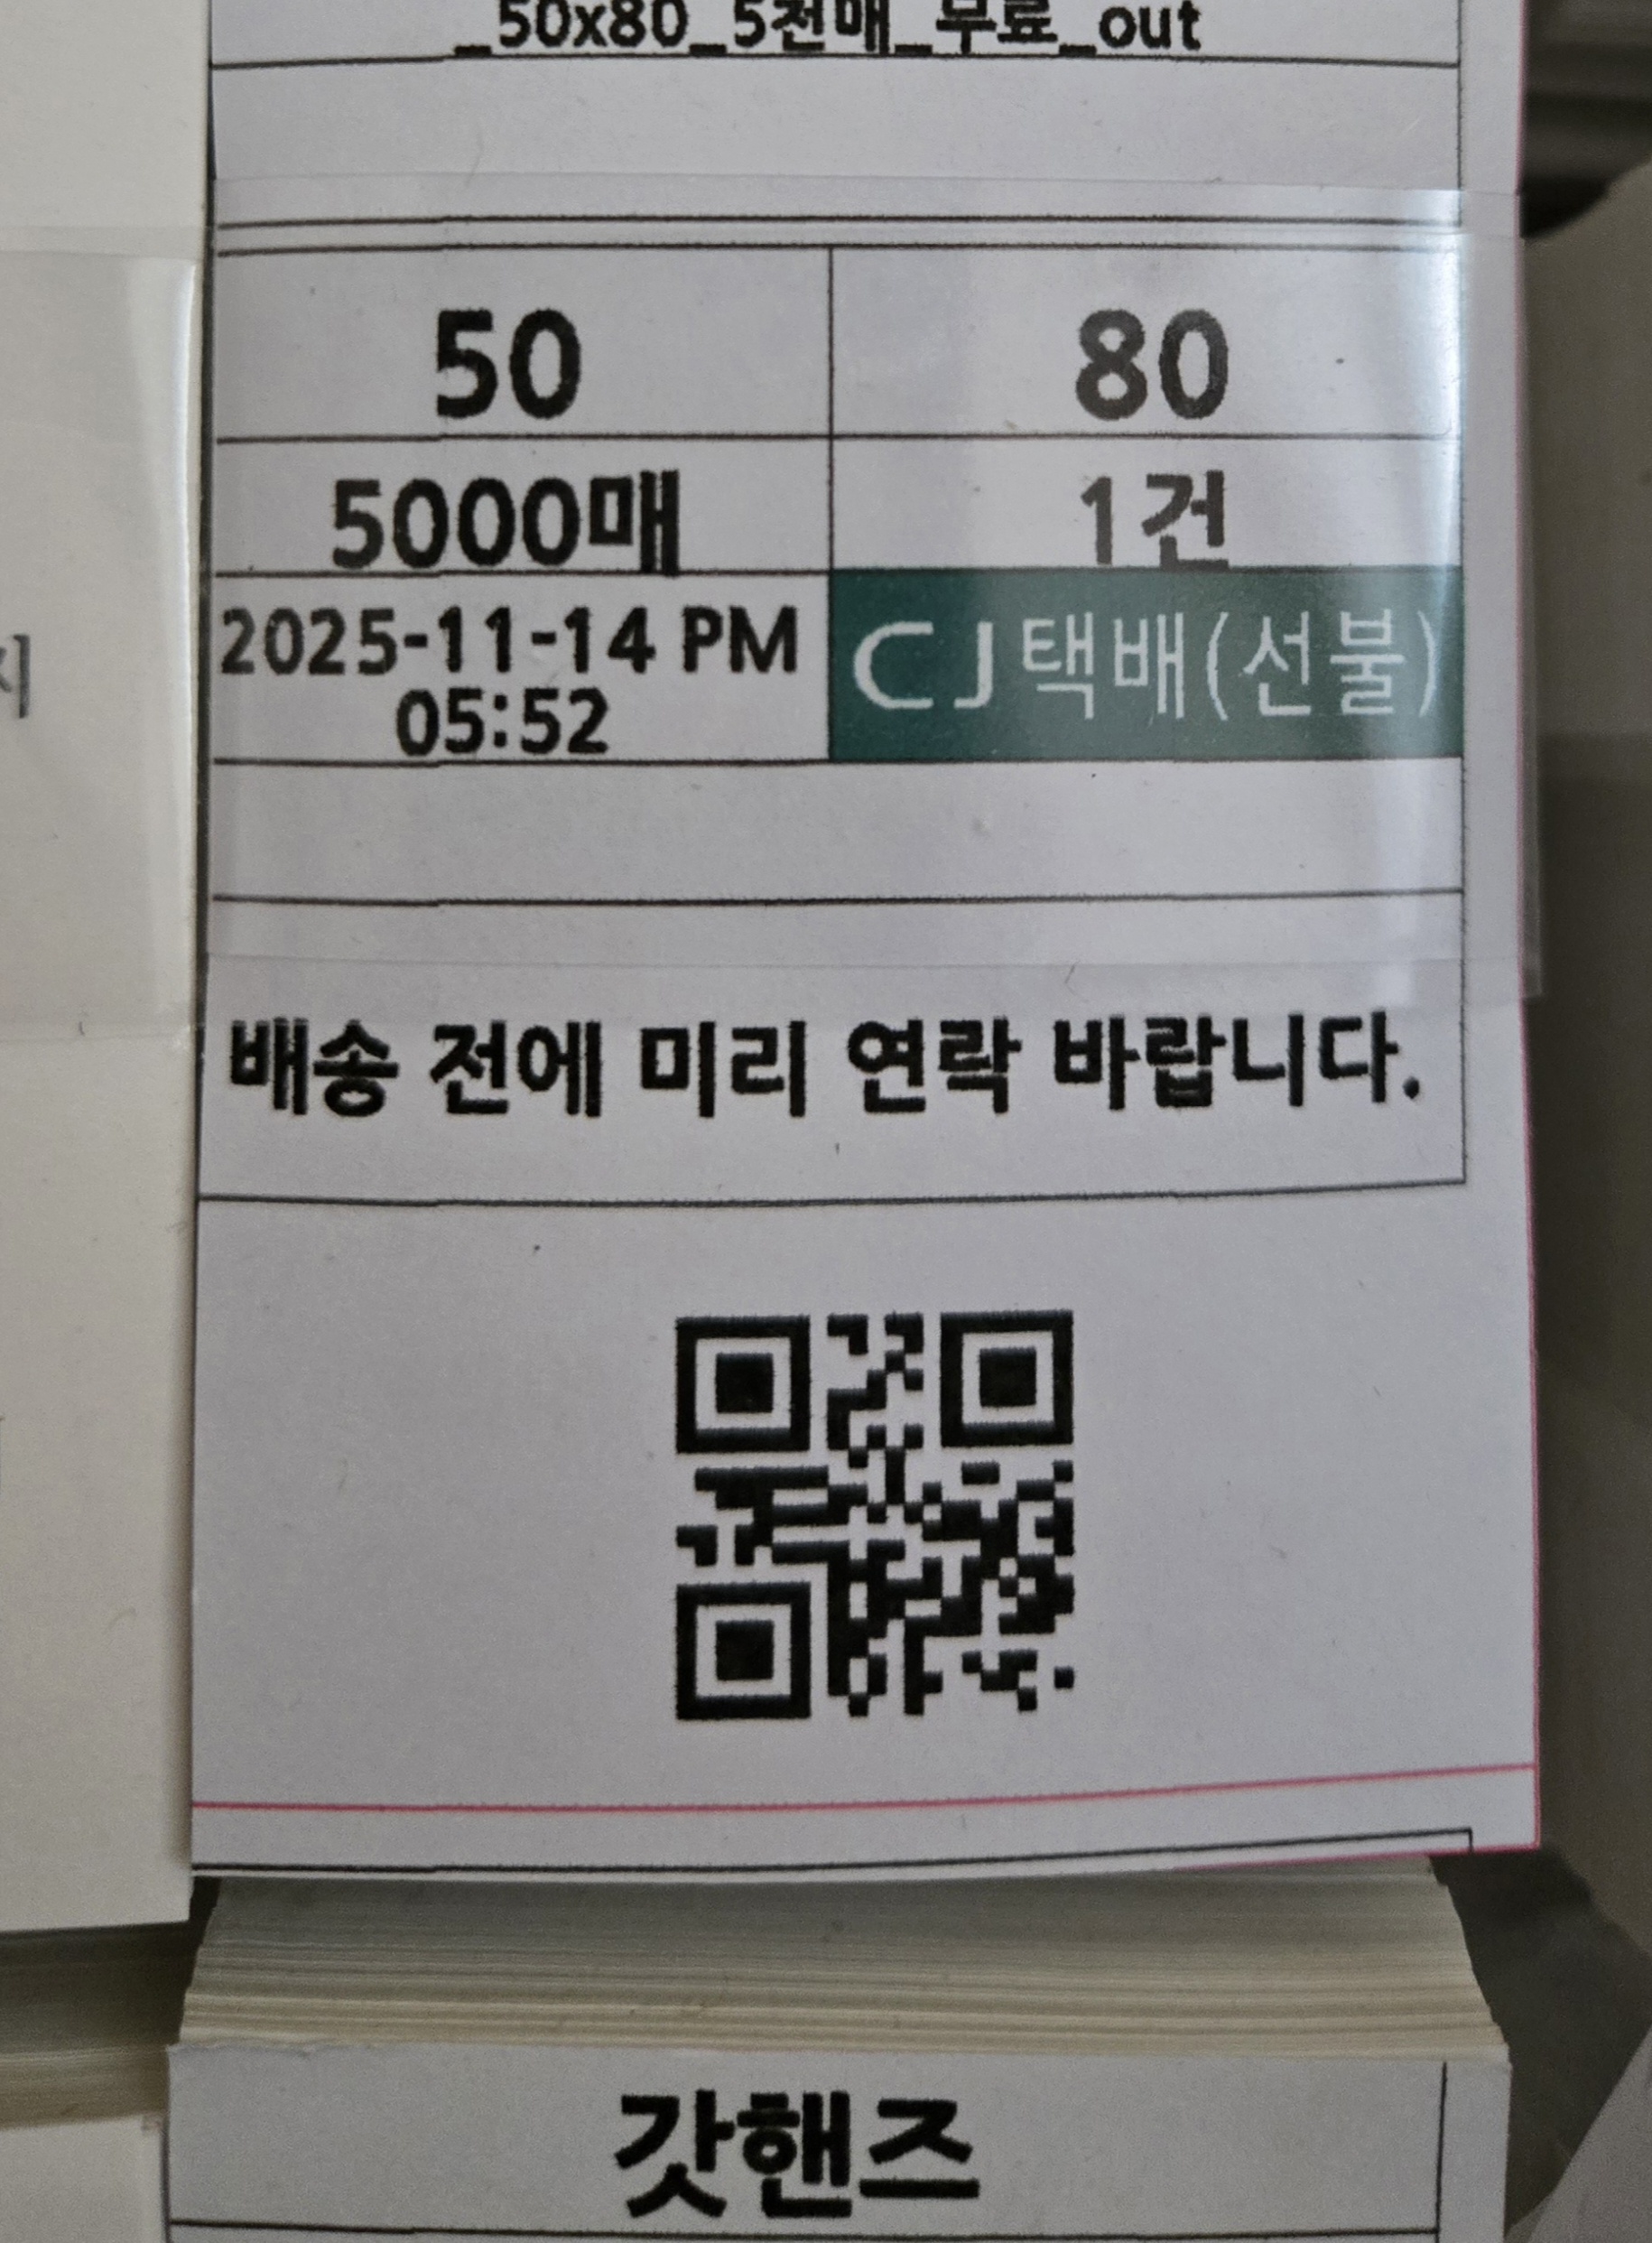 _50x80_5천매_무료_out
50 80
5000매 1건
2025-11-14 PM 05:52 CJ택배(선불)
배송 전에 미리 연락 바랍니다.
갓핸즈